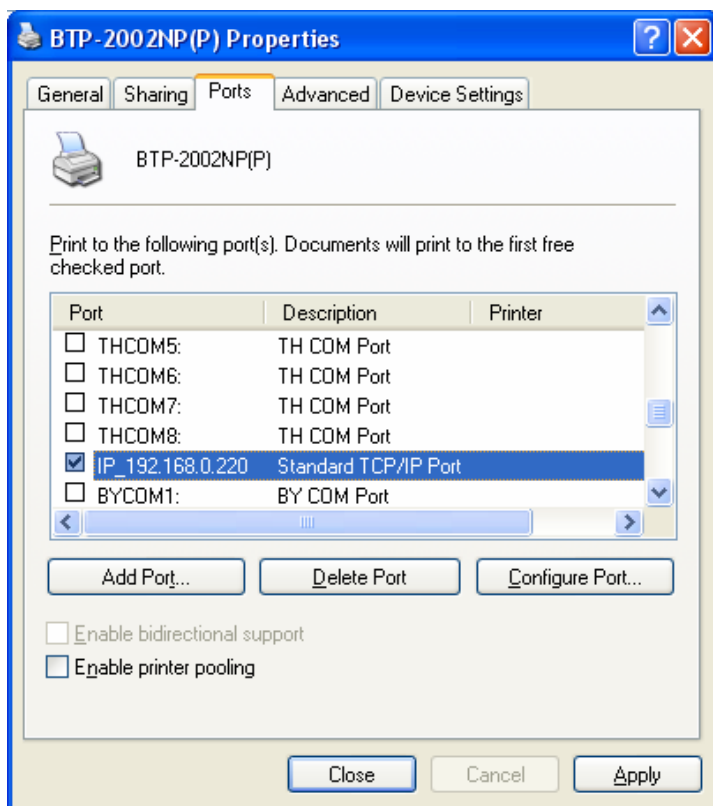 BTP-2002NP(P) Properties
General Sharing Ports Advanced Device Settings
BTP-2002NP(P)
Print to the following port(s). Documents will print to the first free
checked port.
Port Description Printer
THCOM5: TH COM Port
THCOM6: TH COM Port
THCOM7: TH COM Port
THCOM8: TH COM Port
IP_192.168.0.220 Standard TCP/IP Port
BYCOM1: BY COM Port
Add Port... Delete Port Configure Port...
Enable bidirectional support
Enable printer pooling
Close Cancel Apply